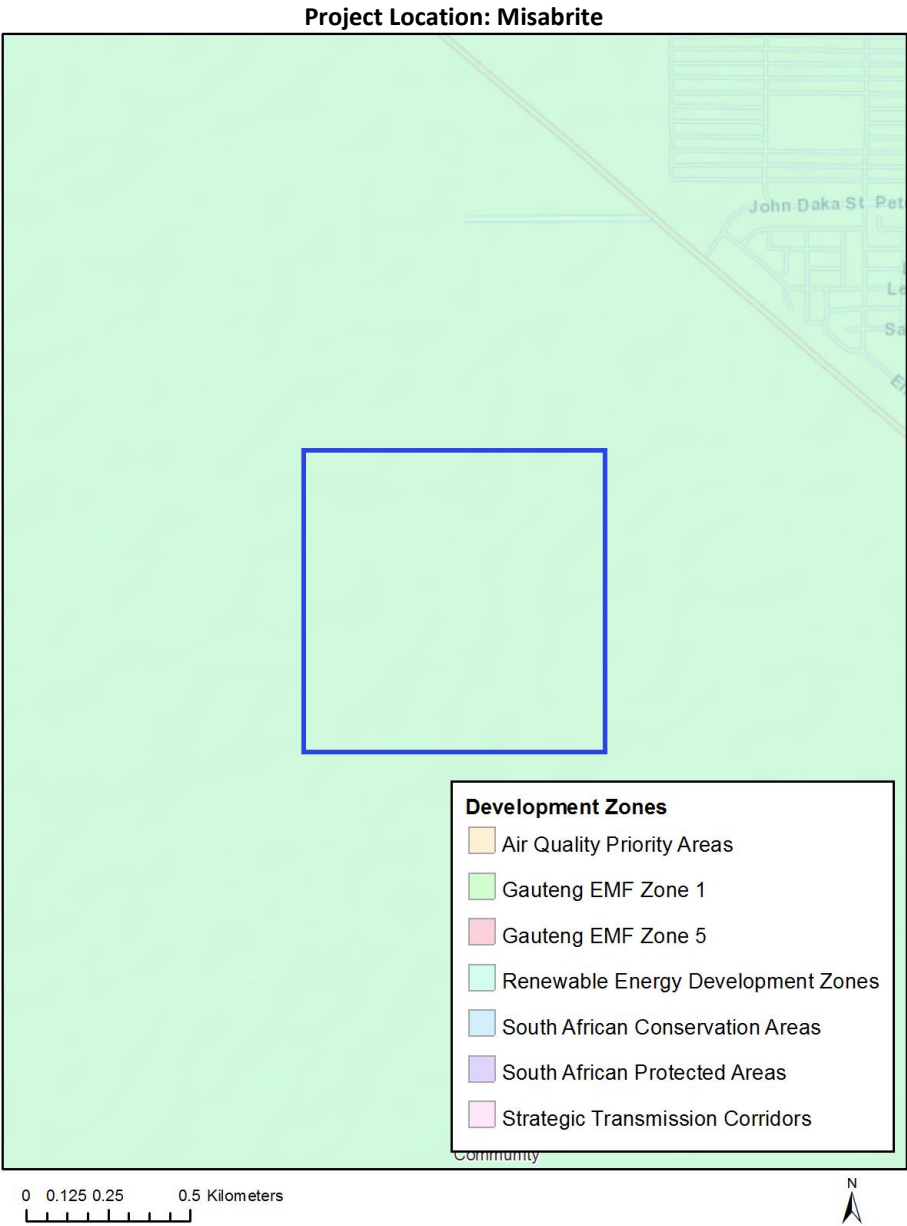 Project Location: Misabrite
John Daka St Pet
Le
Sa
Development Zones
Air Quality Priority Areas
Gauteng EMF Zone 1
Gauteng EMF Zone 5
Renewable Energy Development Zones
South African Conservation Areas
South African Protected Areas
Strategic Transmission Corridors
Community
0 0.125 0.25 0.5 Kilometers
N